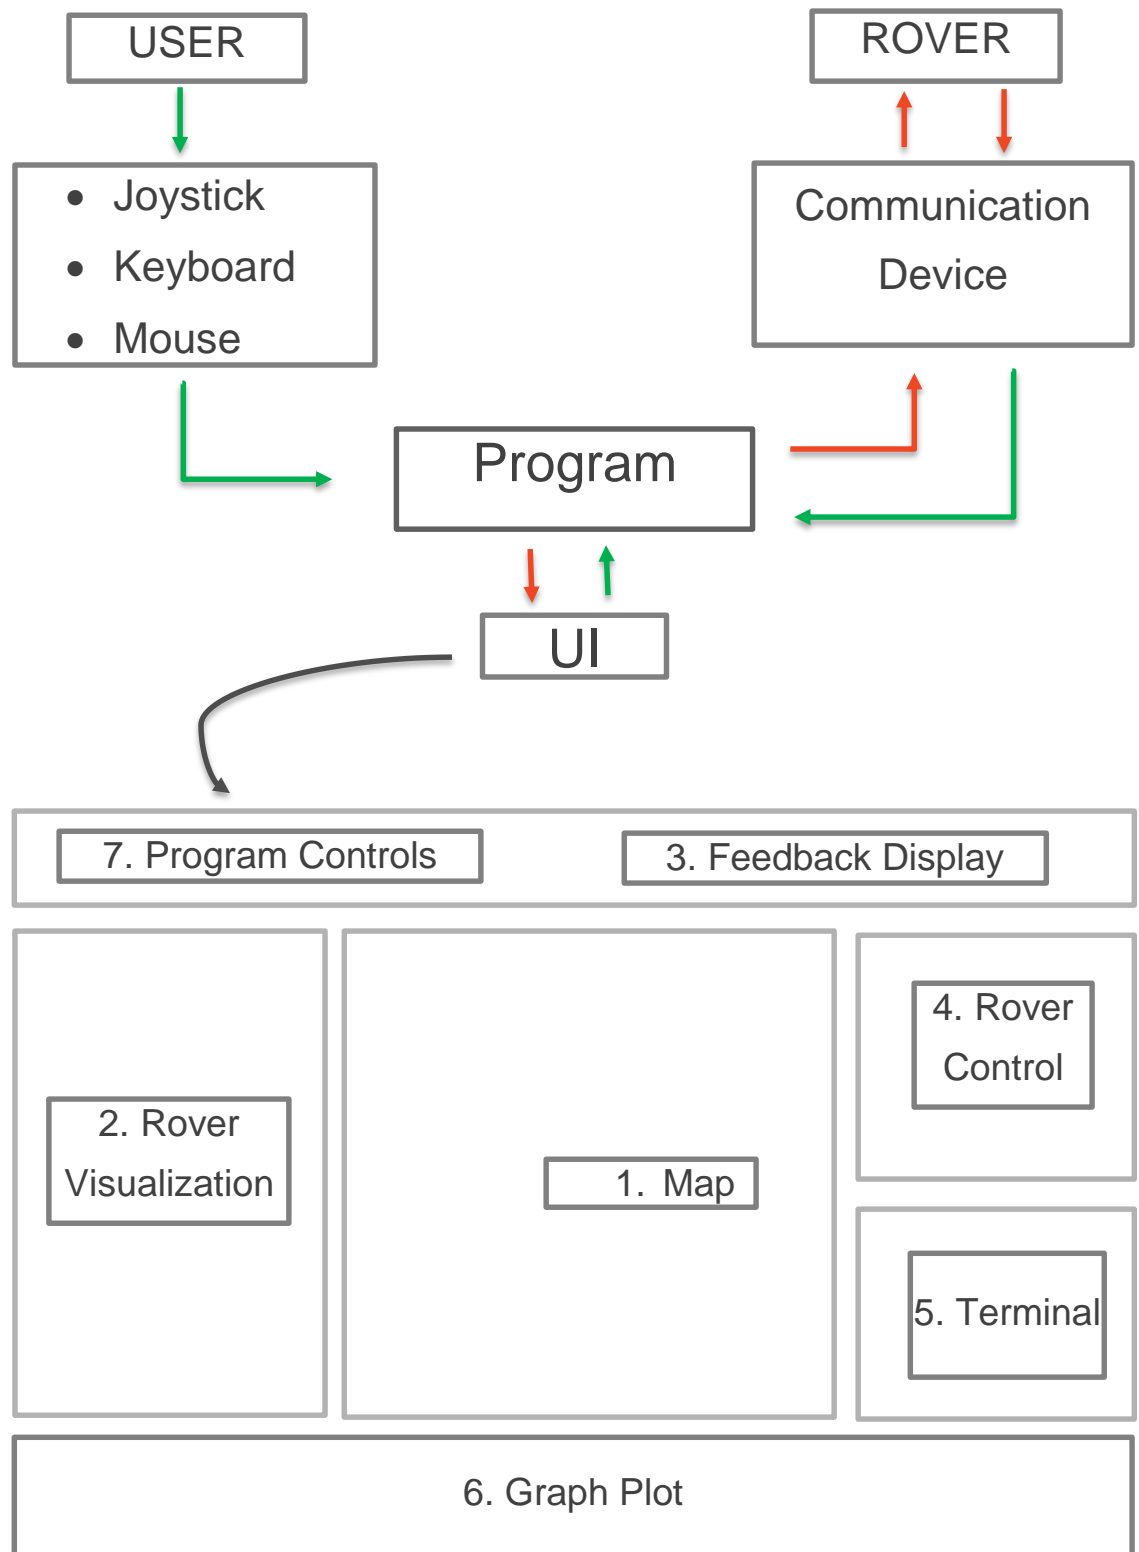 USER
ROVER
• Joystick
• Keyboard
• Mouse
Communication
Device
Program
UI
7. Program Controls
3. Feedback Display
4. Rover
Control
2. Rover
Visualization
1. Map
5. Terminal
6. Graph Plot